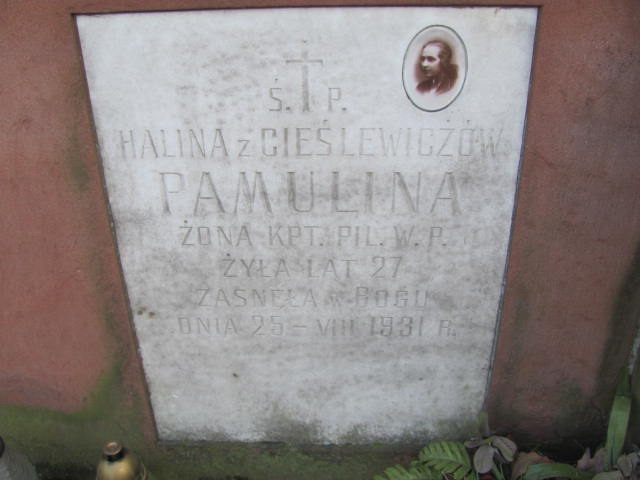 Ś. P.
HALINA z CIEŚLEWICZÓW
PAMULINA
ŻONA KPT. PIL. W. P.
ŻYŁA LAT 27
ZASNĘŁA W BOGU
DNIA 25 – VIII 1931 R.